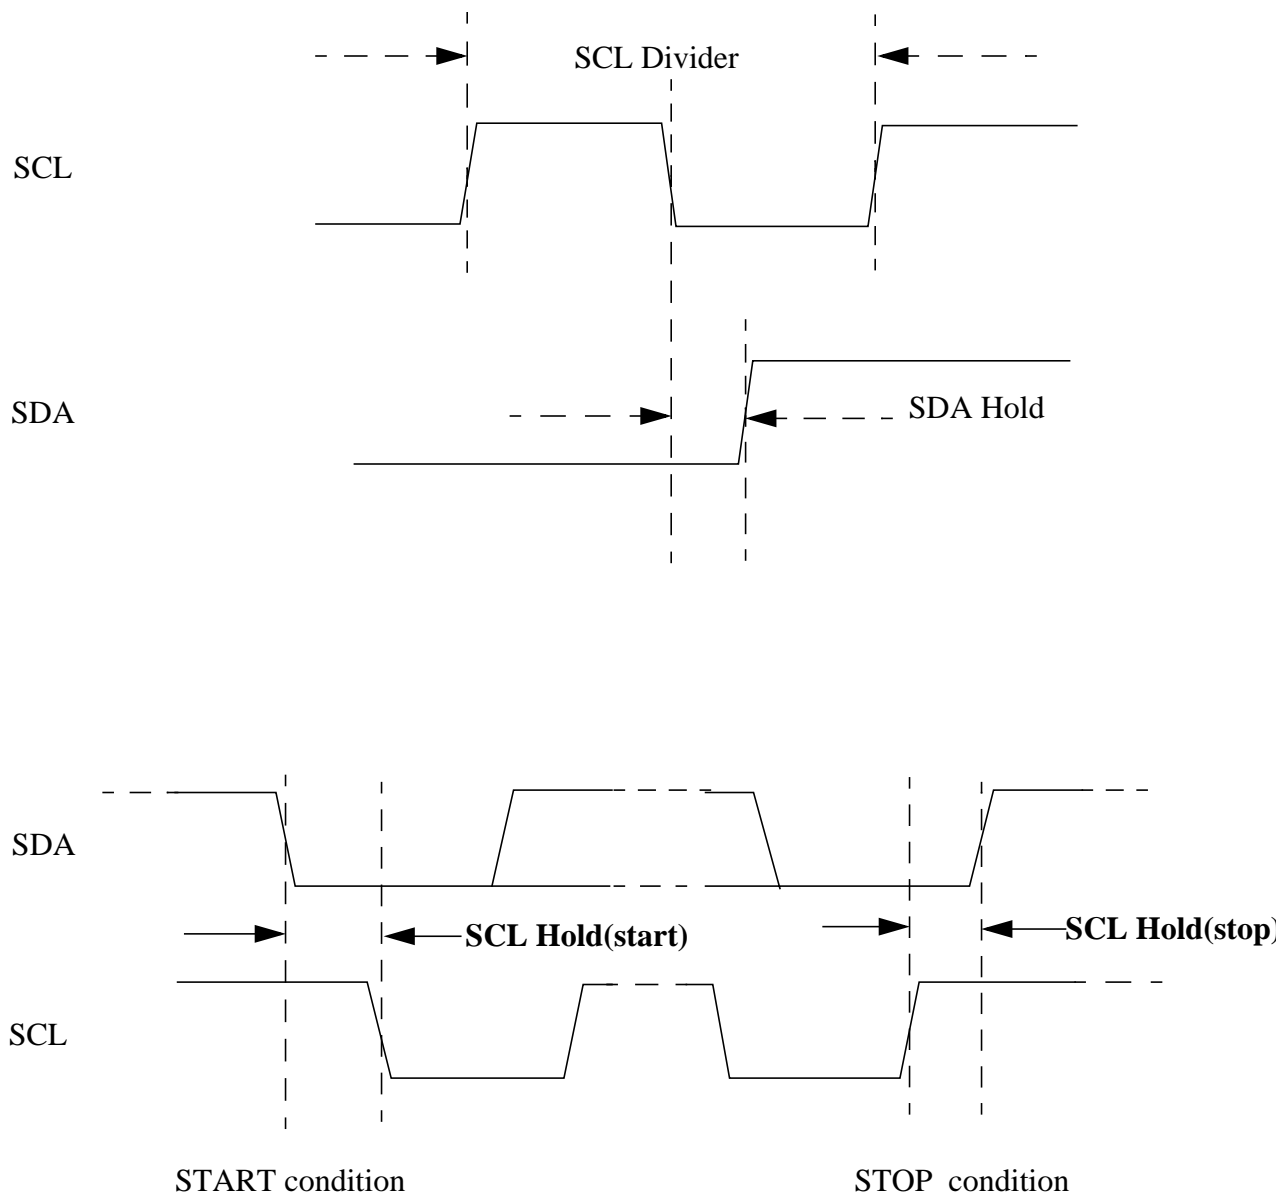 SCL Divider
SCL
SDA
SDA Hold
SDA
SCL Hold(start)
SCL Hold(stop)
SCL
START condition
STOP condition